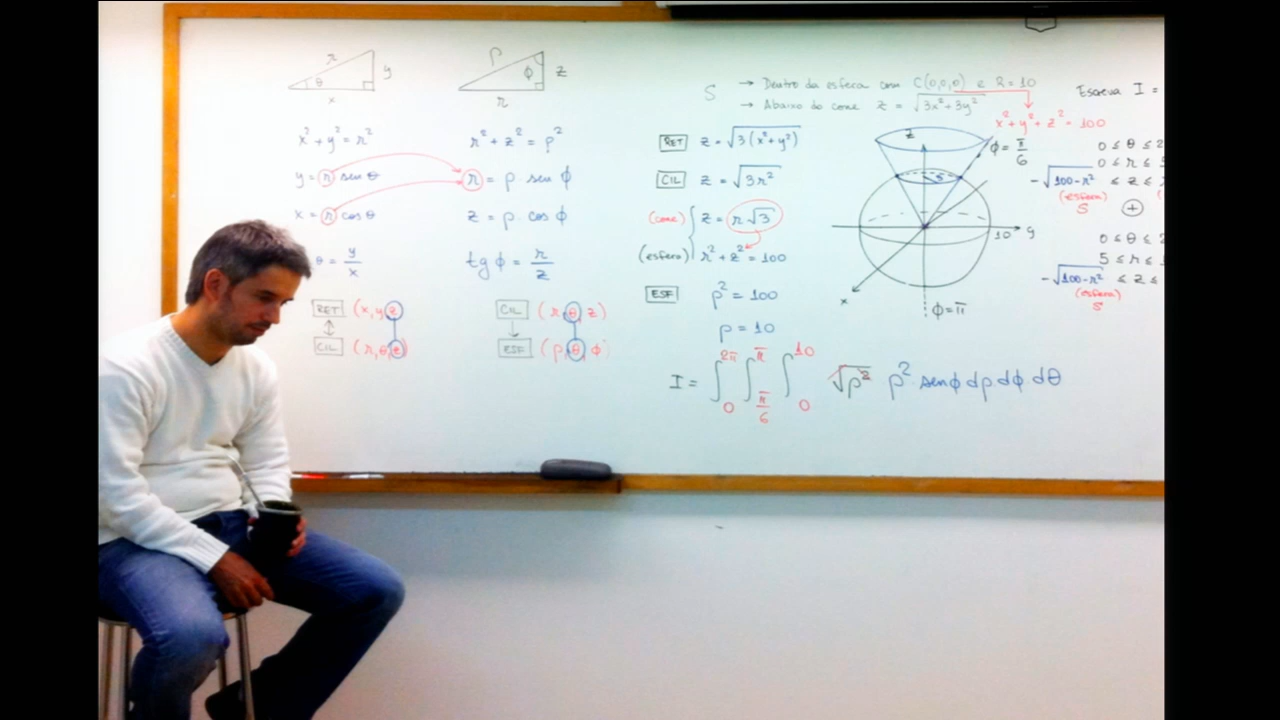 r
y
θ
x
x² + y² = r²
y = r sen θ
x = r cos θ
θ = y/x
RET (x, y, z)
CIL (r, θ, z)
ρ
φ
z
r
r² + z² = ρ²
r = ρ · sen φ
z = ρ · cos φ
tg φ = r/z
CIL (r, θ, z)
ESF (ρ, θ, φ)
S → Dentro da esfera com C(0,0,0) e R = 10
→ Abaixo do cone z = √3x² + 3y²
x² + y² + z² = 100
RET z = √3(x² + y²)
CIL z = √3r²
(cone) z = r√3
(esfera) r² + z² = 100
ESF ρ² = 100
ρ = 10
I = ∫₀^2π ∫π/6^π ∫₀^10 √ρ² ρ² · sen φ dρ dφ dθ
z
φ = π/6
5
10 y
x
φ = π
Escreva I =
0 ≤ θ ≤ 2
0 ≤ r ≤ 5
-√100 - r² ≤ z ≤
(esfera)
S
+
0 ≤ θ ≤ 2
5 ≤ r ≤ 1
-√100 - r² ≤ z ≤
(esfera)
S